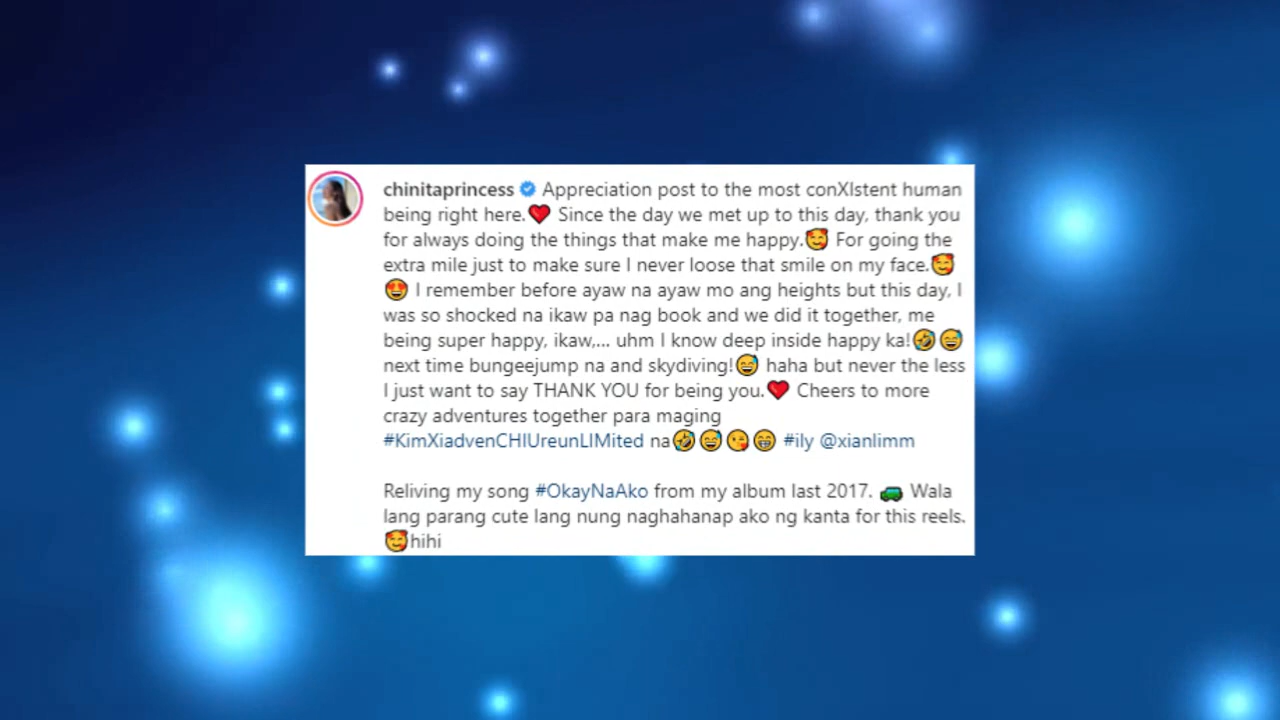 chinitaprincess Appreciation post to the most conXIstent human
being right here.❤️ Since the day we met up to this day, thank you
for always doing the things that make me happy.🥰 For going the
extra mile just to make sure I never loose that smile on my face.🥰
😍 I remember before ayaw na ayaw mo ang heights but this day, I
was so shocked na ikaw pa nag book and we did it together, me
being super happy, ikaw,... uhm I know deep inside happy ka!🤣😅
next time bungeejump na and skydiving!😅 haha but never the less
I just want to say THANK YOU for being you.❤️ Cheers to more
crazy adventures together para maging
#KimXiadvenCHIUreunLIMited na🤣😅😘😁 #ily @xianlimm
Reliving my song #OkayNaAko from my album last 2017. 🚙 Wala
lang parang cute lang nung naghahanap ako ng kanta for this reels.
🥰hihi